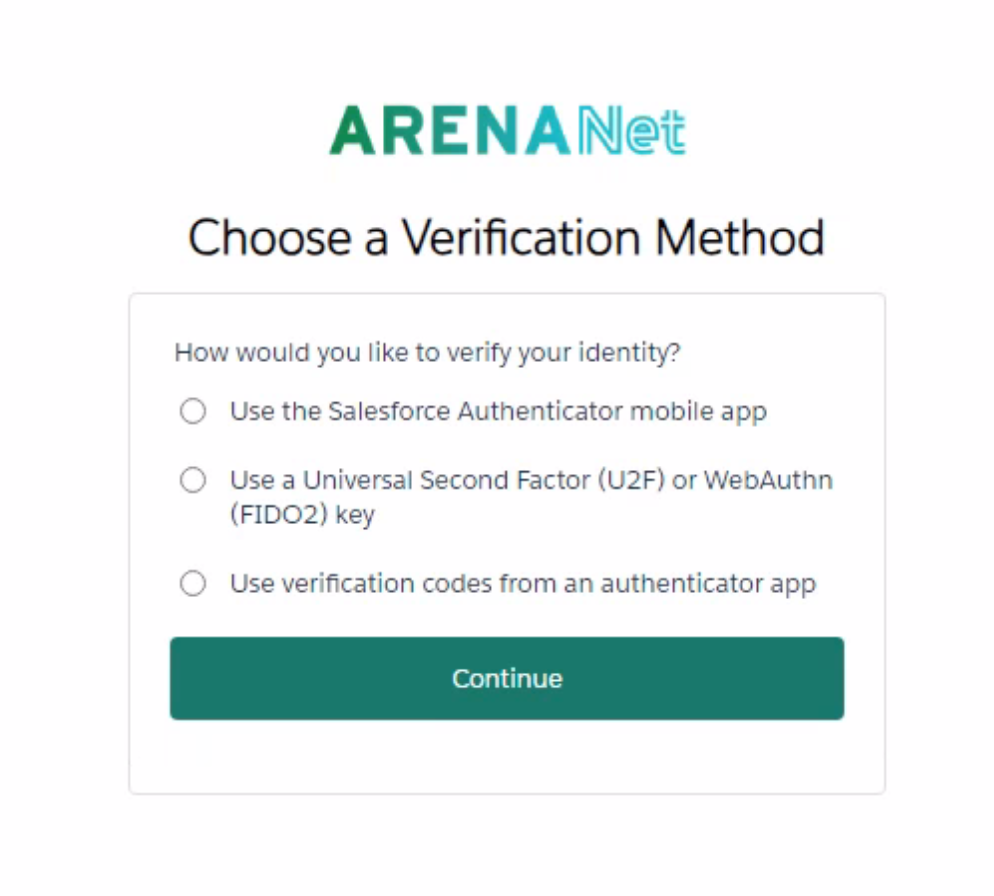 ARENANet
Choose a Verification Method
How would you like to verify your identity?
Use the Salesforce Authenticator mobile app
Use a Universal Second Factor (U2F) or WebAuthn
(FIDO2) key
Use verification codes from an authenticator app
Continue